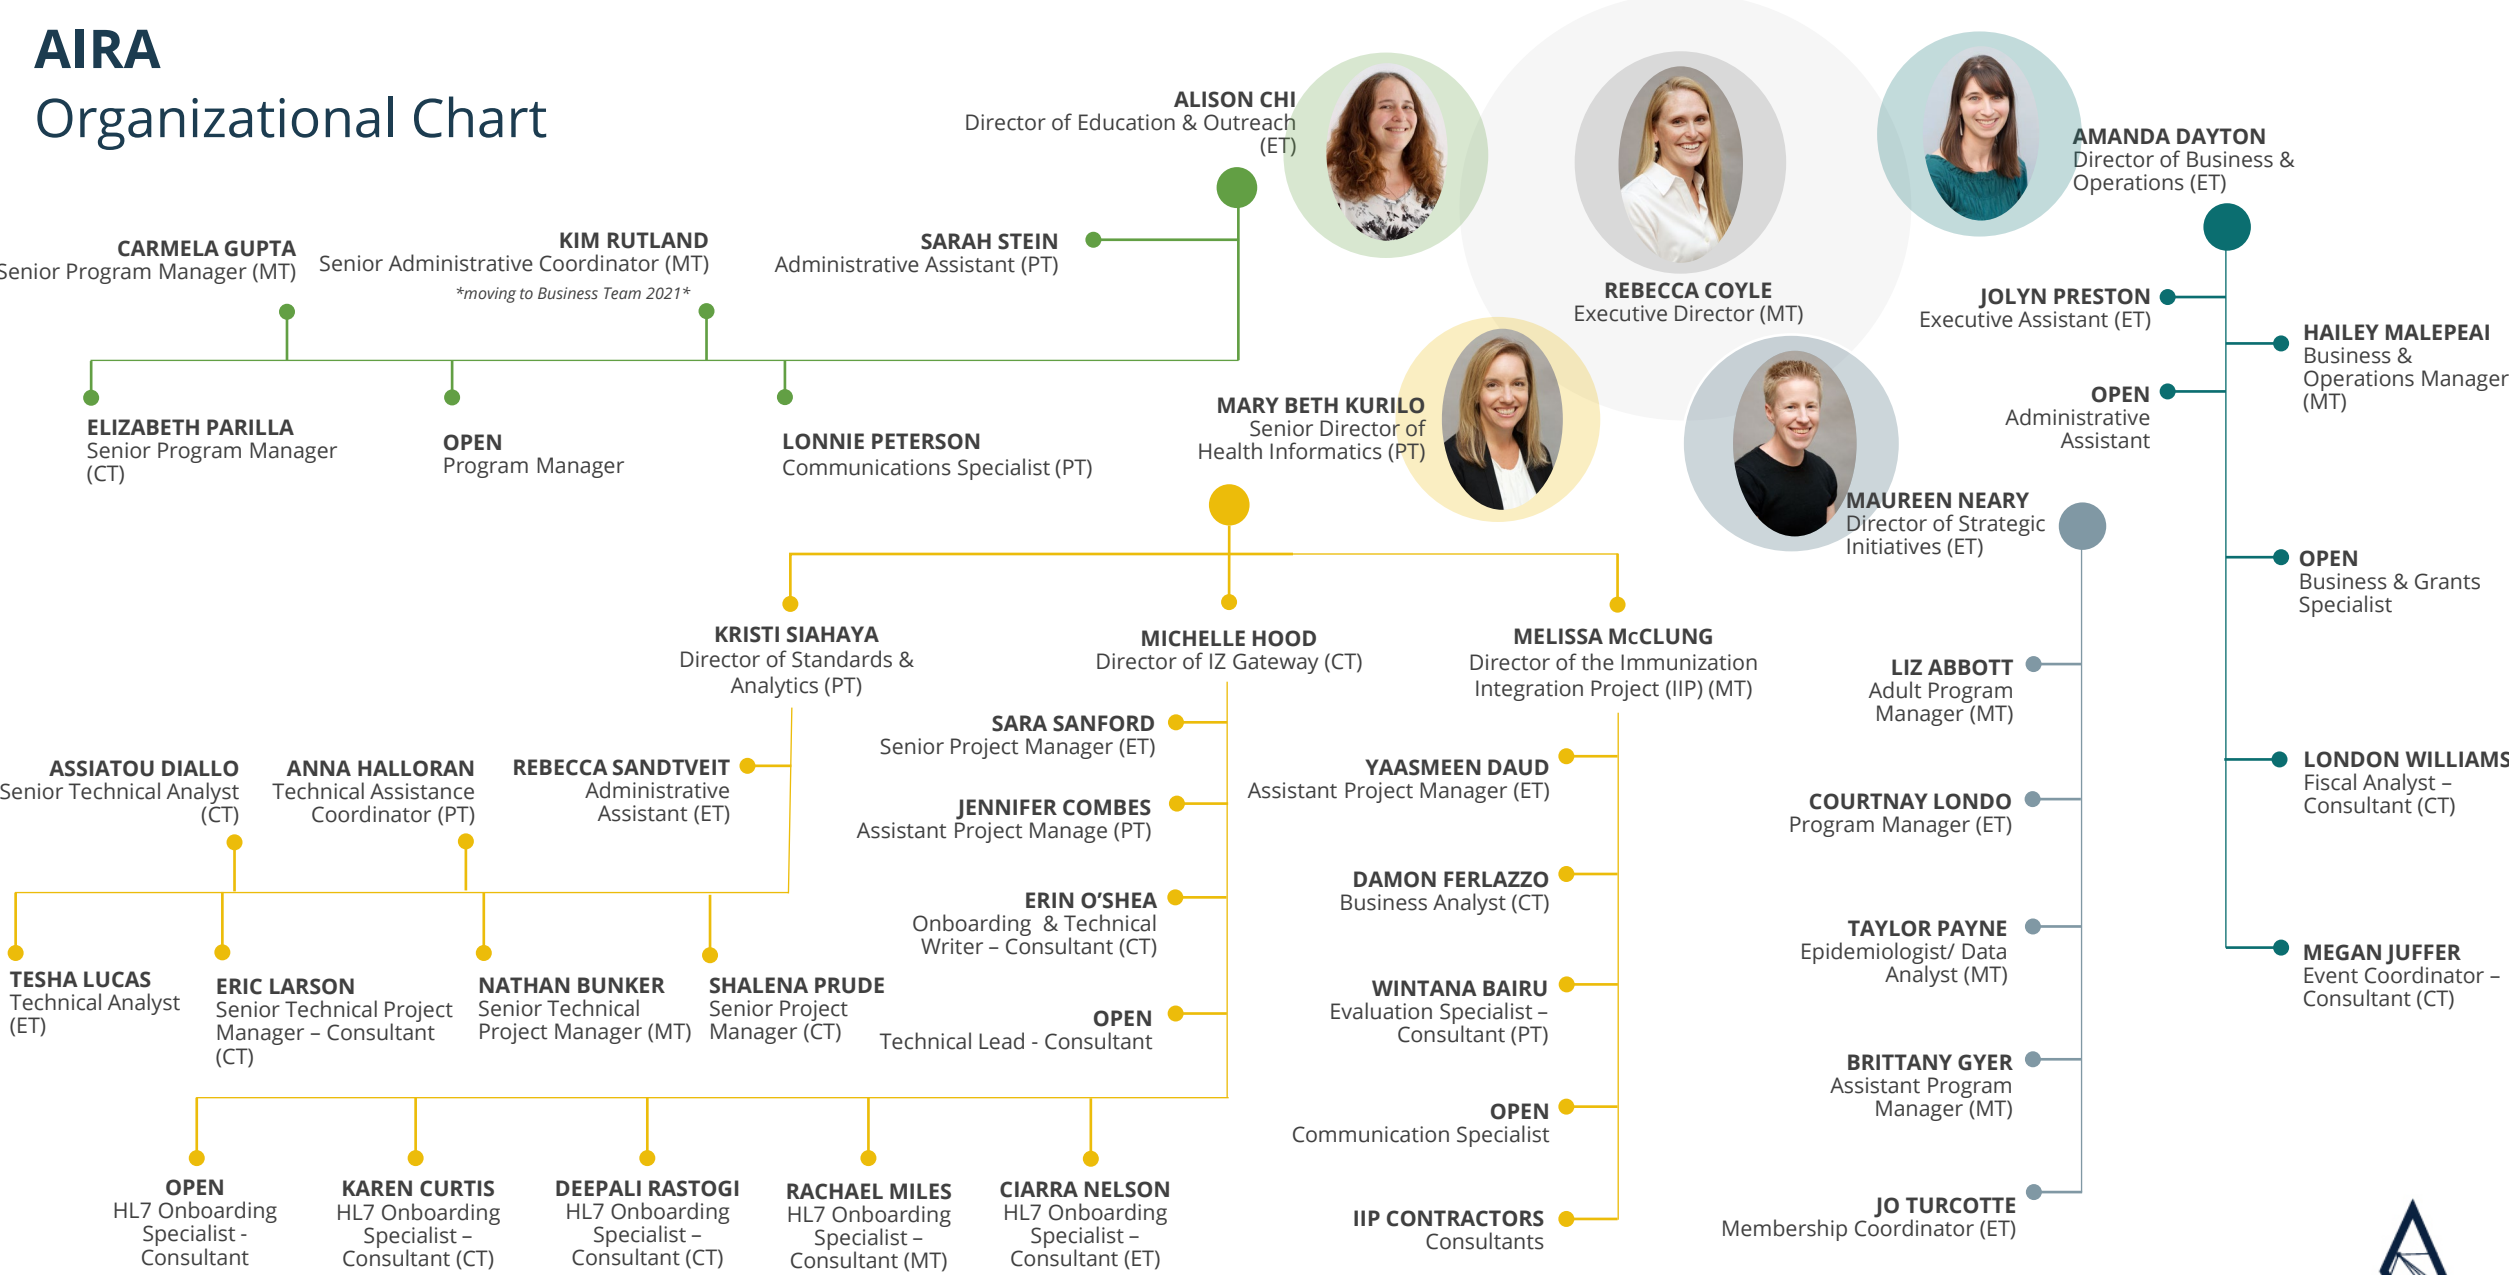 AIRA
Organizational Chart
ALISON CHI
Director of Education & Outreach
(ET)
CARMELA GUPTA
Senior Program Manager (MT)
KIM RUTLAND
Senior Administrative Coordinator (MT)
*moving to Business Team 2021*
SARAH STEIN
Administrative Assistant (PT)
ELIZABETH PARILLA
Senior Program Manager
(CT)
OPEN
Program Manager
LONNIE PETERSON
Communications Specialist (PT)
REBECCA COYLE
Executive Director (MT)
AMANDA DAYTON
Director of Business &
Operations (ET)
JOLYN PRESTON
Executive Assistant (ET)
HAILEY MALEPEAI
Business &
Operations Manager
(MT)
OPEN
Administrative
Assistant
OPEN
Business & Grants
Specialist
LONDON WILLIAMS
Fiscal Analyst –
Consultant (CT)
MEGAN JUFFER
Event Coordinator –
Consultant (CT)
MARY BETH KURILO
Senior Director of
Health Informatics (PT)
KRISTI SIAHAYA
Director of Standards &
Analytics (PT)
ASSIATOU DIALLO
Senior Technical Analyst
(CT)
ANNA HALLORAN
Technical Assistance
Coordinator (PT)
REBECCA SANDTVEIT
Administrative
Assistant (ET)
TESHA LUCAS
Technical Analyst
(ET)
ERIC LARSON
Senior Technical Project
Manager – Consultant
(CT)
NATHAN BUNKER
Senior Technical
Project Manager (MT)
SHALENA PRUDE
Senior Project
Manager (CT)
MICHELLE HOOD
Director of IZ Gateway (CT)
SARA SANFORD
Senior Project Manager (ET)
JENNIFER COMBES
Assistant Project Manage (PT)
ERIN O’SHEA
Onboarding & Technical
Writer – Consultant (CT)
OPEN
Technical Lead - Consultant
OPEN
HL7 Onboarding
Specialist -
Consultant
KAREN CURTIS
HL7 Onboarding
Specialist –
Consultant (CT)
DEEPALI RASTOGI
HL7 Onboarding
Specialist –
Consultant (CT)
RACHAEL MILES
HL7 Onboarding
Specialist –
Consultant (MT)
CIARRA NELSON
HL7 Onboarding
Specialist –
Consultant (ET)
MELISSA McCLUNG
Director of the Immunization
Integration Project (IIP) (MT)
YAASMEEN DAUD
Assistant Project Manager (ET)
DAMON FERLAZZO
Business Analyst (CT)
WINTANA BAIRU
Evaluation Specialist –
Consultant (PT)
OPEN
Communication Specialist
IIP CONTRACTORS
Consultants
MAUREEN NEARY
Director of Strategic
Initiatives (ET)
LIZ ABBOTT
Adult Program
Manager (MT)
COURTNAY LONDO
Program Manager (ET)
TAYLOR PAYNE
Epidemiologist/ Data
Analyst (MT)
BRITTANY GYER
Assistant Program
Manager (MT)
JO TURCOTTE
Membership Coordinator (ET)